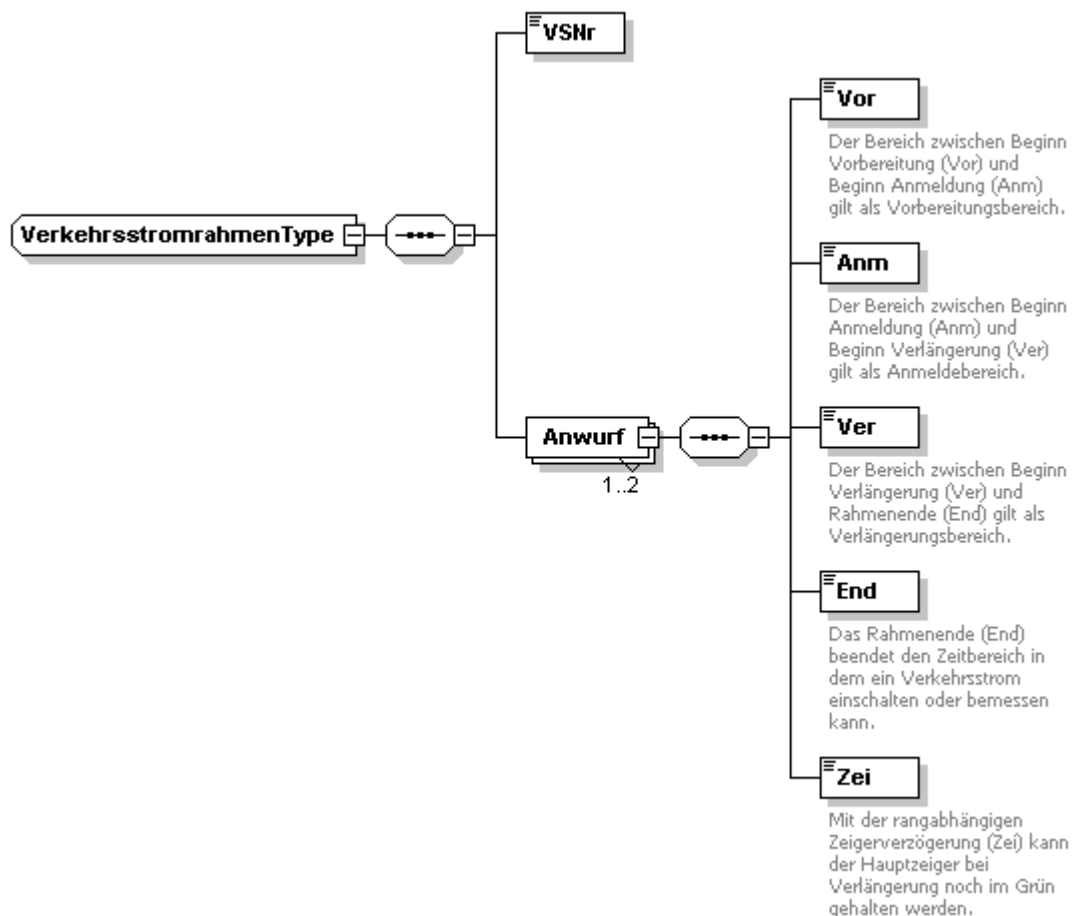 VSNr
Vor
Der Bereich zwischen Beginn
Vorbereitung (Vor) und
Beginn Anmeldung (Anm)
gilt als Vorbereitungsbereich.
VerkehrsstromrahmenType
Anm
Der Bereich zwischen Beginn
Anmeldung (Anm) und
Beginn Verlängerung (Ver)
gilt als Anmeldebereich.
Anwurf
1..2
Ver
Der Bereich zwischen Beginn
Verlängerung (Ver) und
Rahmenende (End) gilt als
Verlängerungsbereich.
End
Das Rahmenende (End)
beendet den Zeitbereich in
dem ein Verkehrsstrom
einschalten oder bemessen
kann.
Zei
Mit der rangabhängigen
Zeigerverzögerung (Zei) kann
der Hauptzeiger bei
Verlängerung noch im Grün
gehalten werden.